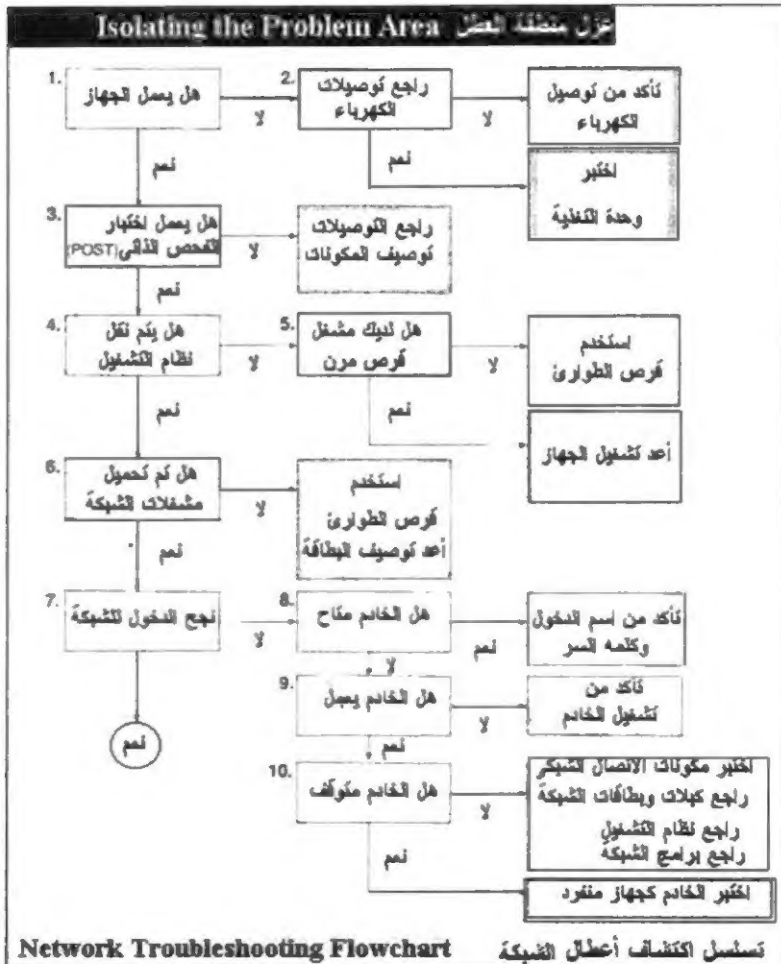 Isolating the Problem Area عزل منطقة العطل
1.
هل يعمل الجهاز
لا
2.
راجع توصيلات
الكهرباء
لا
تأكد من توصيل
الكهرباء
نعم
نعم
اختبر
وحدة التغذية
3.
هل يعمل اختبار
الفحص الذاتي(POST)
لا
راجع التوصيلات
توصيف المكونات
نعم
4.
هل يتم نقل
نظام التشغيل
لا
5.
هل لديك مشغل
قرص مرن
لا
إستخدم
قرص الطوارئ
نعم
نعم
أعد تشغيل الجهاز
6.
هل تم تحميل
مشغلات الشبكة
لا
إستخدم
قرص الطوارئ
أعد توصيف البطاقة
نعم
7.
نجح الدخول للشبكة
لا
8.
هل الخادم متاح
نعم
تأكد من إسم الدخول
وكلمه السر
لا
9.
هل الخادم يعمل
لا
تأكد من
تشغيل الخادم
نعم
نعم
10.
هل الخادم متوقف
لا
اختبر مكونات الاتصال الشبكي
راجع كبلات وبطاقات الشبكة
راجع نظام التشغيل
راجع برامج الشبكة
نعم
اختبر الخادم كجهاز منفرد
Network Troubleshooting Flowchart تسلسل اكتشاف أعطال الشبكة